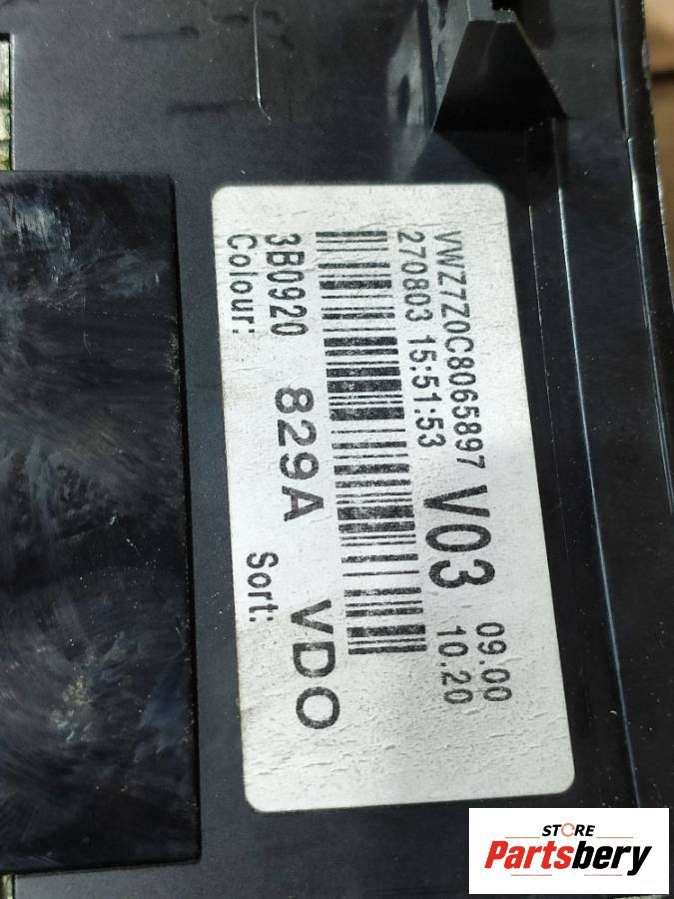 VWZ7Z0C8065897
270803 15:51:53
V03
09.00
10.20
3B0920 829A VDO
Colour: Sort:
STORE
Partsbery